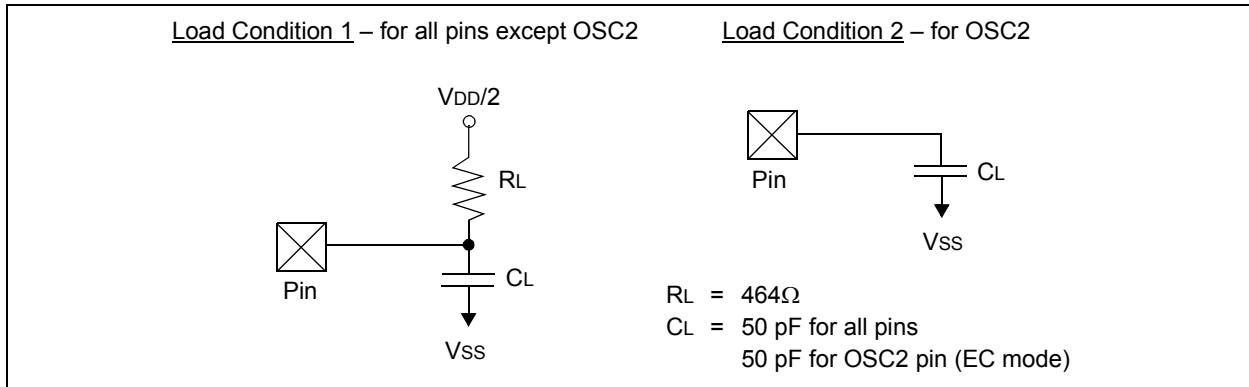 Load Condition 1 – for all pins except OSC2
VDD/2
RL
Pin
CL
VSS
Load Condition 2 – for OSC2
Pin
CL
VSS
RL = 464Ω
CL = 50 pF for all pins
50 pF for OSC2 pin (EC mode)